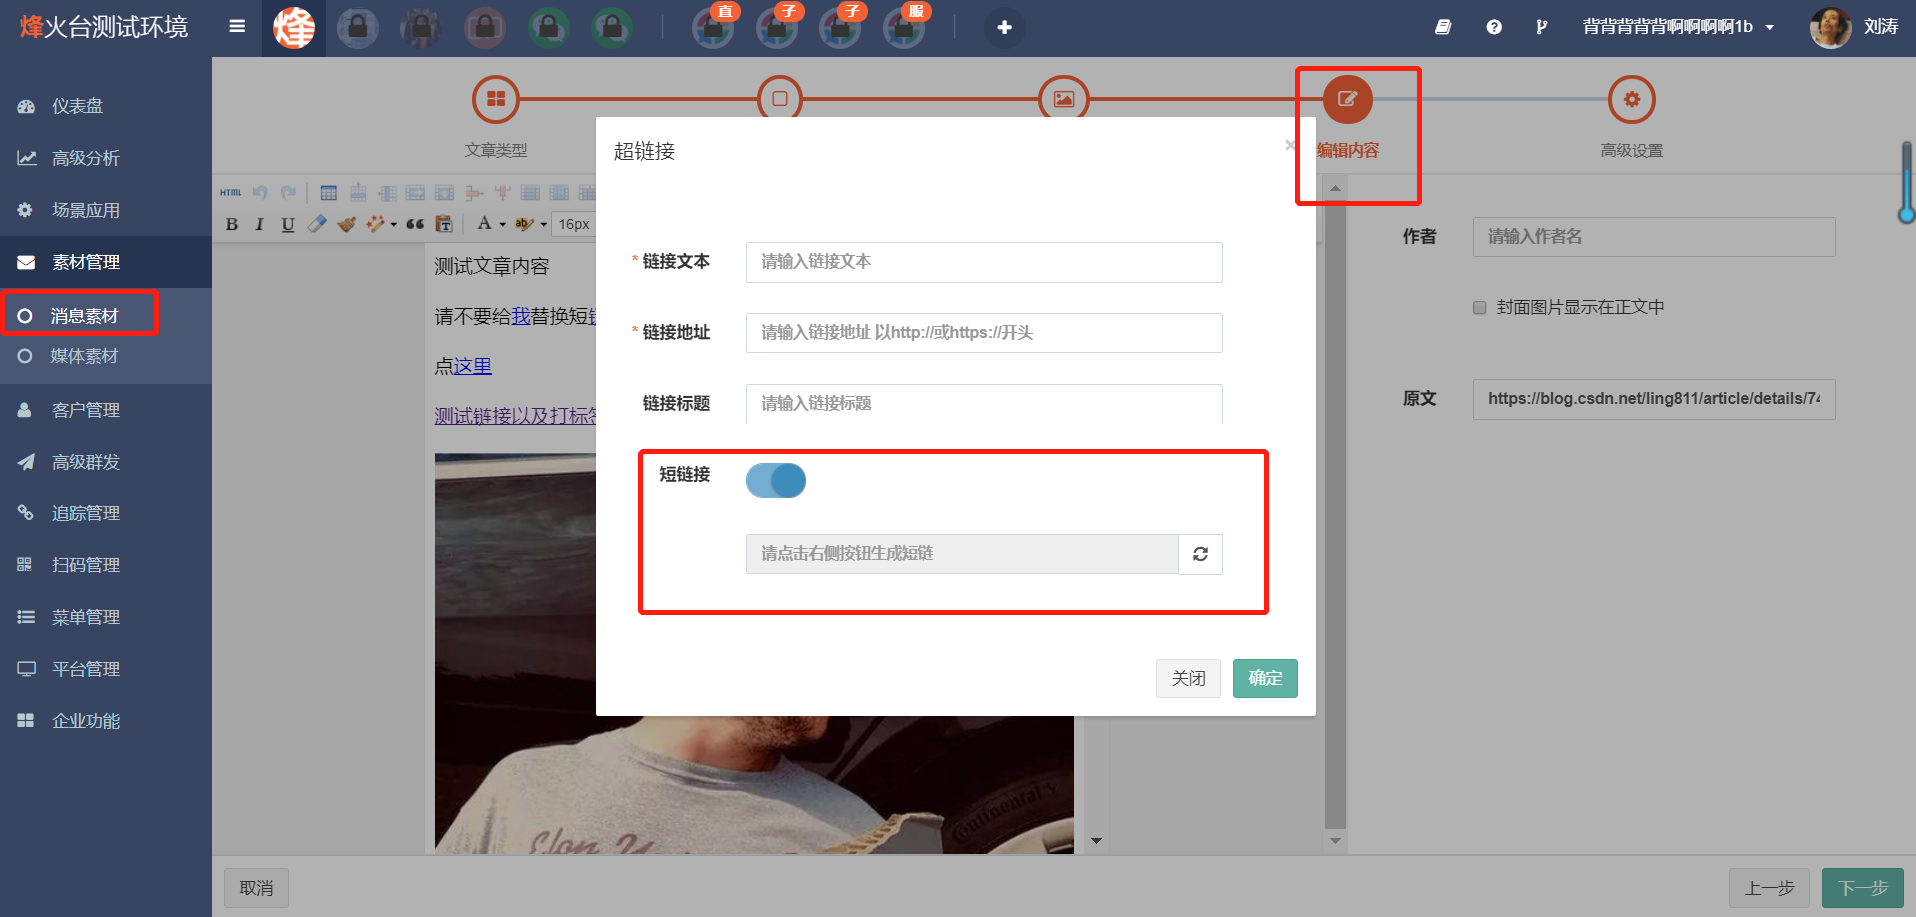 烽火台测试环境
烽
直
子
子
服
背背背背啊啊啊啊1b
刘涛
仪表盘
高级分析
场景应用
素材管理
消息素材
媒体素材
客户管理
高级群发
追踪管理
扫码管理
菜单管理
平台管理
企业功能
文章类型
编辑内容
高级设置
HTML
B I U
A
ab
16px
测试文章内容
请不要给我替换短
点这里
测试链接以及打标
超链接
×
* 链接文本
请输入链接文本
* 链接地址
请输入链接地址 以http://或https://开头
链接标题
请输入链接标题
短链接
请点击右侧按钮生成短链
关闭
确定
作者
请输入作者名
封面图片显示在正文中
原文
https://blog.csdn.net/ling811/article/details/74
Continental
取消
上一步
下一步